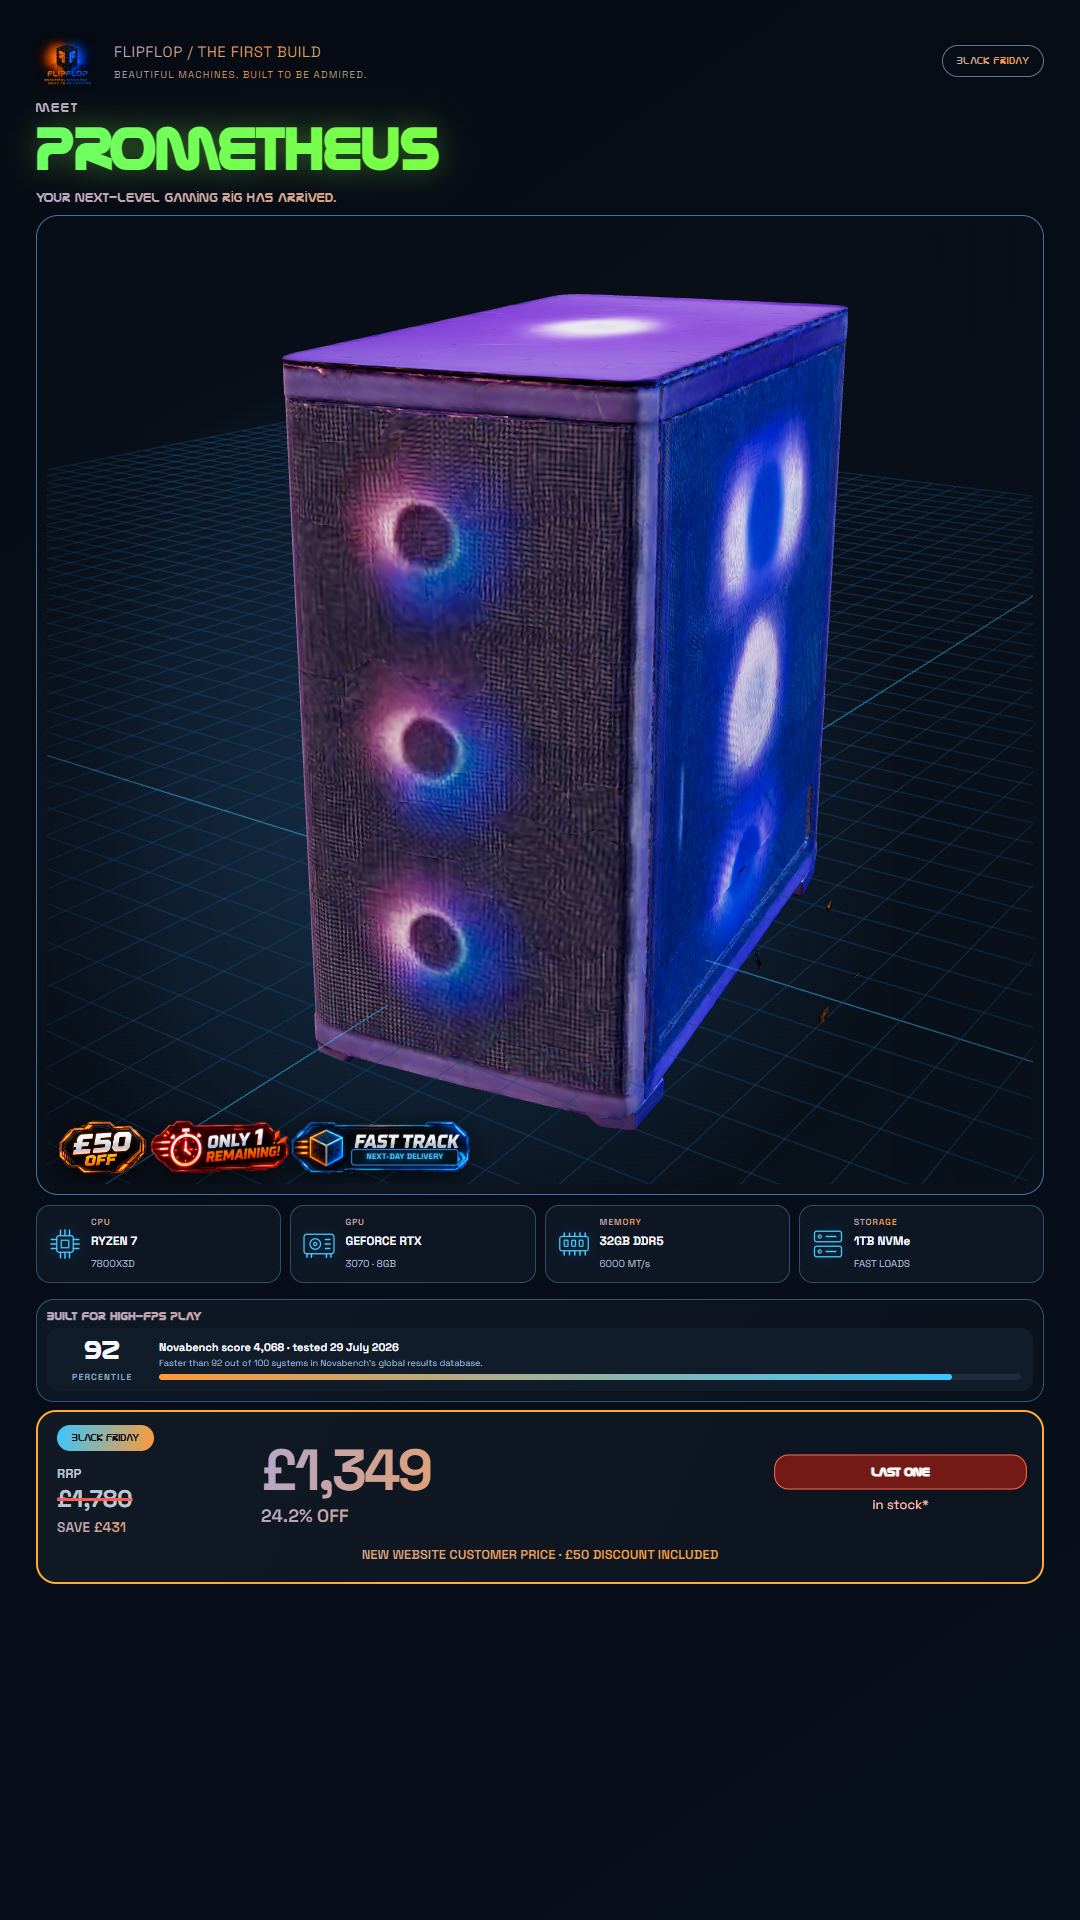 FLIPFLOP
FLIPFLOP / THE FIRST BUILD
BEAUTIFUL MACHINES. BUILT TO BE ADMIRED.
BLACK FRIDAY
MEET
PROMETHEUS
YOUR NEXT-LEVEL GAMING RIG HAS ARRIVED.
£50
OFF
ONLY 1
REMAINING!
FAST TRACK
NEXT-DAY DELIVERY
CPU
RYZEN 7
7800X3D
GPU
GEFORCE RTX
3070 · 8GB
MEMORY
32GB DDR5
6000 MT/s
STORAGE
1TB NVMe
FAST LOADS
BUILT FOR HIGH-FPS PLAY
92
PERCENTILE
Novabench score 4,068 · tested 29 July 2026
Faster than 92 out of 100 systems in Novabench's global results database.
BLACK FRIDAY
RRP
£1,780
SAVE £431
£1,349
24.2% OFF
LAST ONE
in stock*
NEW WEBSITE CUSTOMER PRICE · £50 DISCOUNT INCLUDED